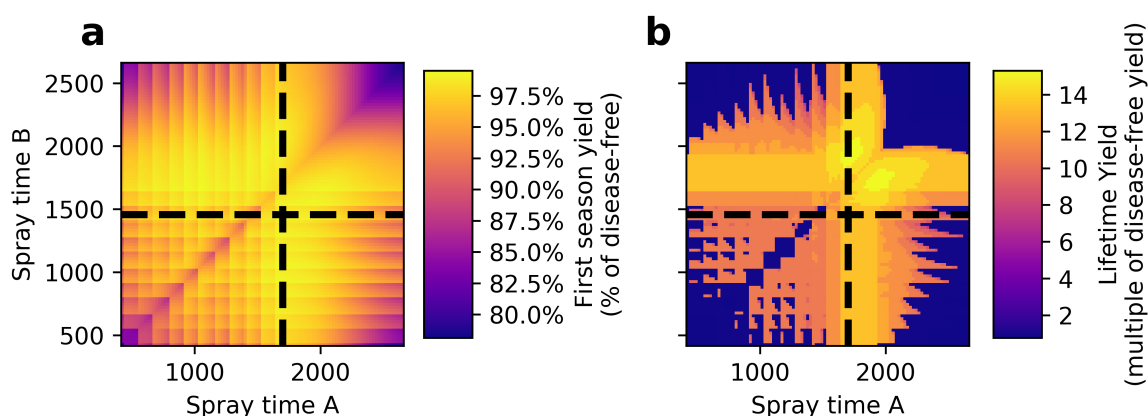 a
2500
2000
1500
1000
500
Spray time B
1000 2000
Spray time A
97.5%
95.0%
92.5%
90.0%
87.5%
85.0%
82.5%
80.0%
First season yield
(% of disease-free)
b
1000 2000
Spray time A
14
12
10
8
6
4
2
Lifetime Yield
(multiple of disease-free yield)